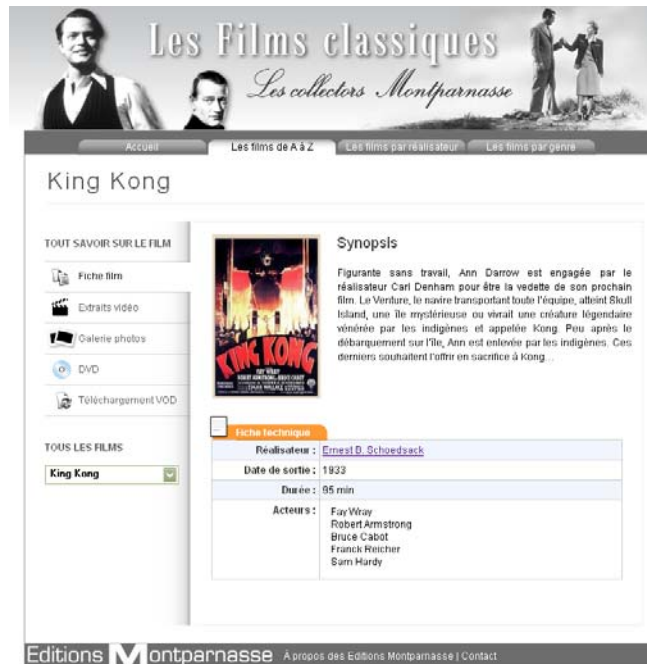 Les Films classiques
Les collectors Montparnasse
Accueil
Les films de A à Z
Les films par réalisateur
Les films par genre
King Kong
TOUT SAVOIR SUR LE FILM
Fiche film
Extraits vidéo
Galerie photos
DVD
Téléchargement VOD
TOUS LES FILMS
King Kong
KING KONG
FAY WRAY
ROBERT ARMSTRONG, BRUCE CABOT
Synopsis
Figurante sans travail, Ann Darrow est engagée par le
réalisateur Carl Denham pour être la vedette de son prochain
film. Le Venture, le navire transportant toute l'équipe, atteint Skull
Island, une île mystérieuse ou vivrait une créature légendaire
vénérée par les indigènes et appelée Kong. Peu après le
débarquement sur l'île, Ann est enlevée par les indigènes. Ces
derniers souhaitent l'offrir en sacrifice à Kong...
Fiche technique
Réalisateur : Ernest B. Schoedsack
Date de sortie : 1933
Durée : 95 min
Acteurs : Fay Wray
Robert Armstrong
Bruce Cabot
Franck Reicher
Sam Hardy
Editions Montparnasse A propos des Editions Montparnasse | Contact